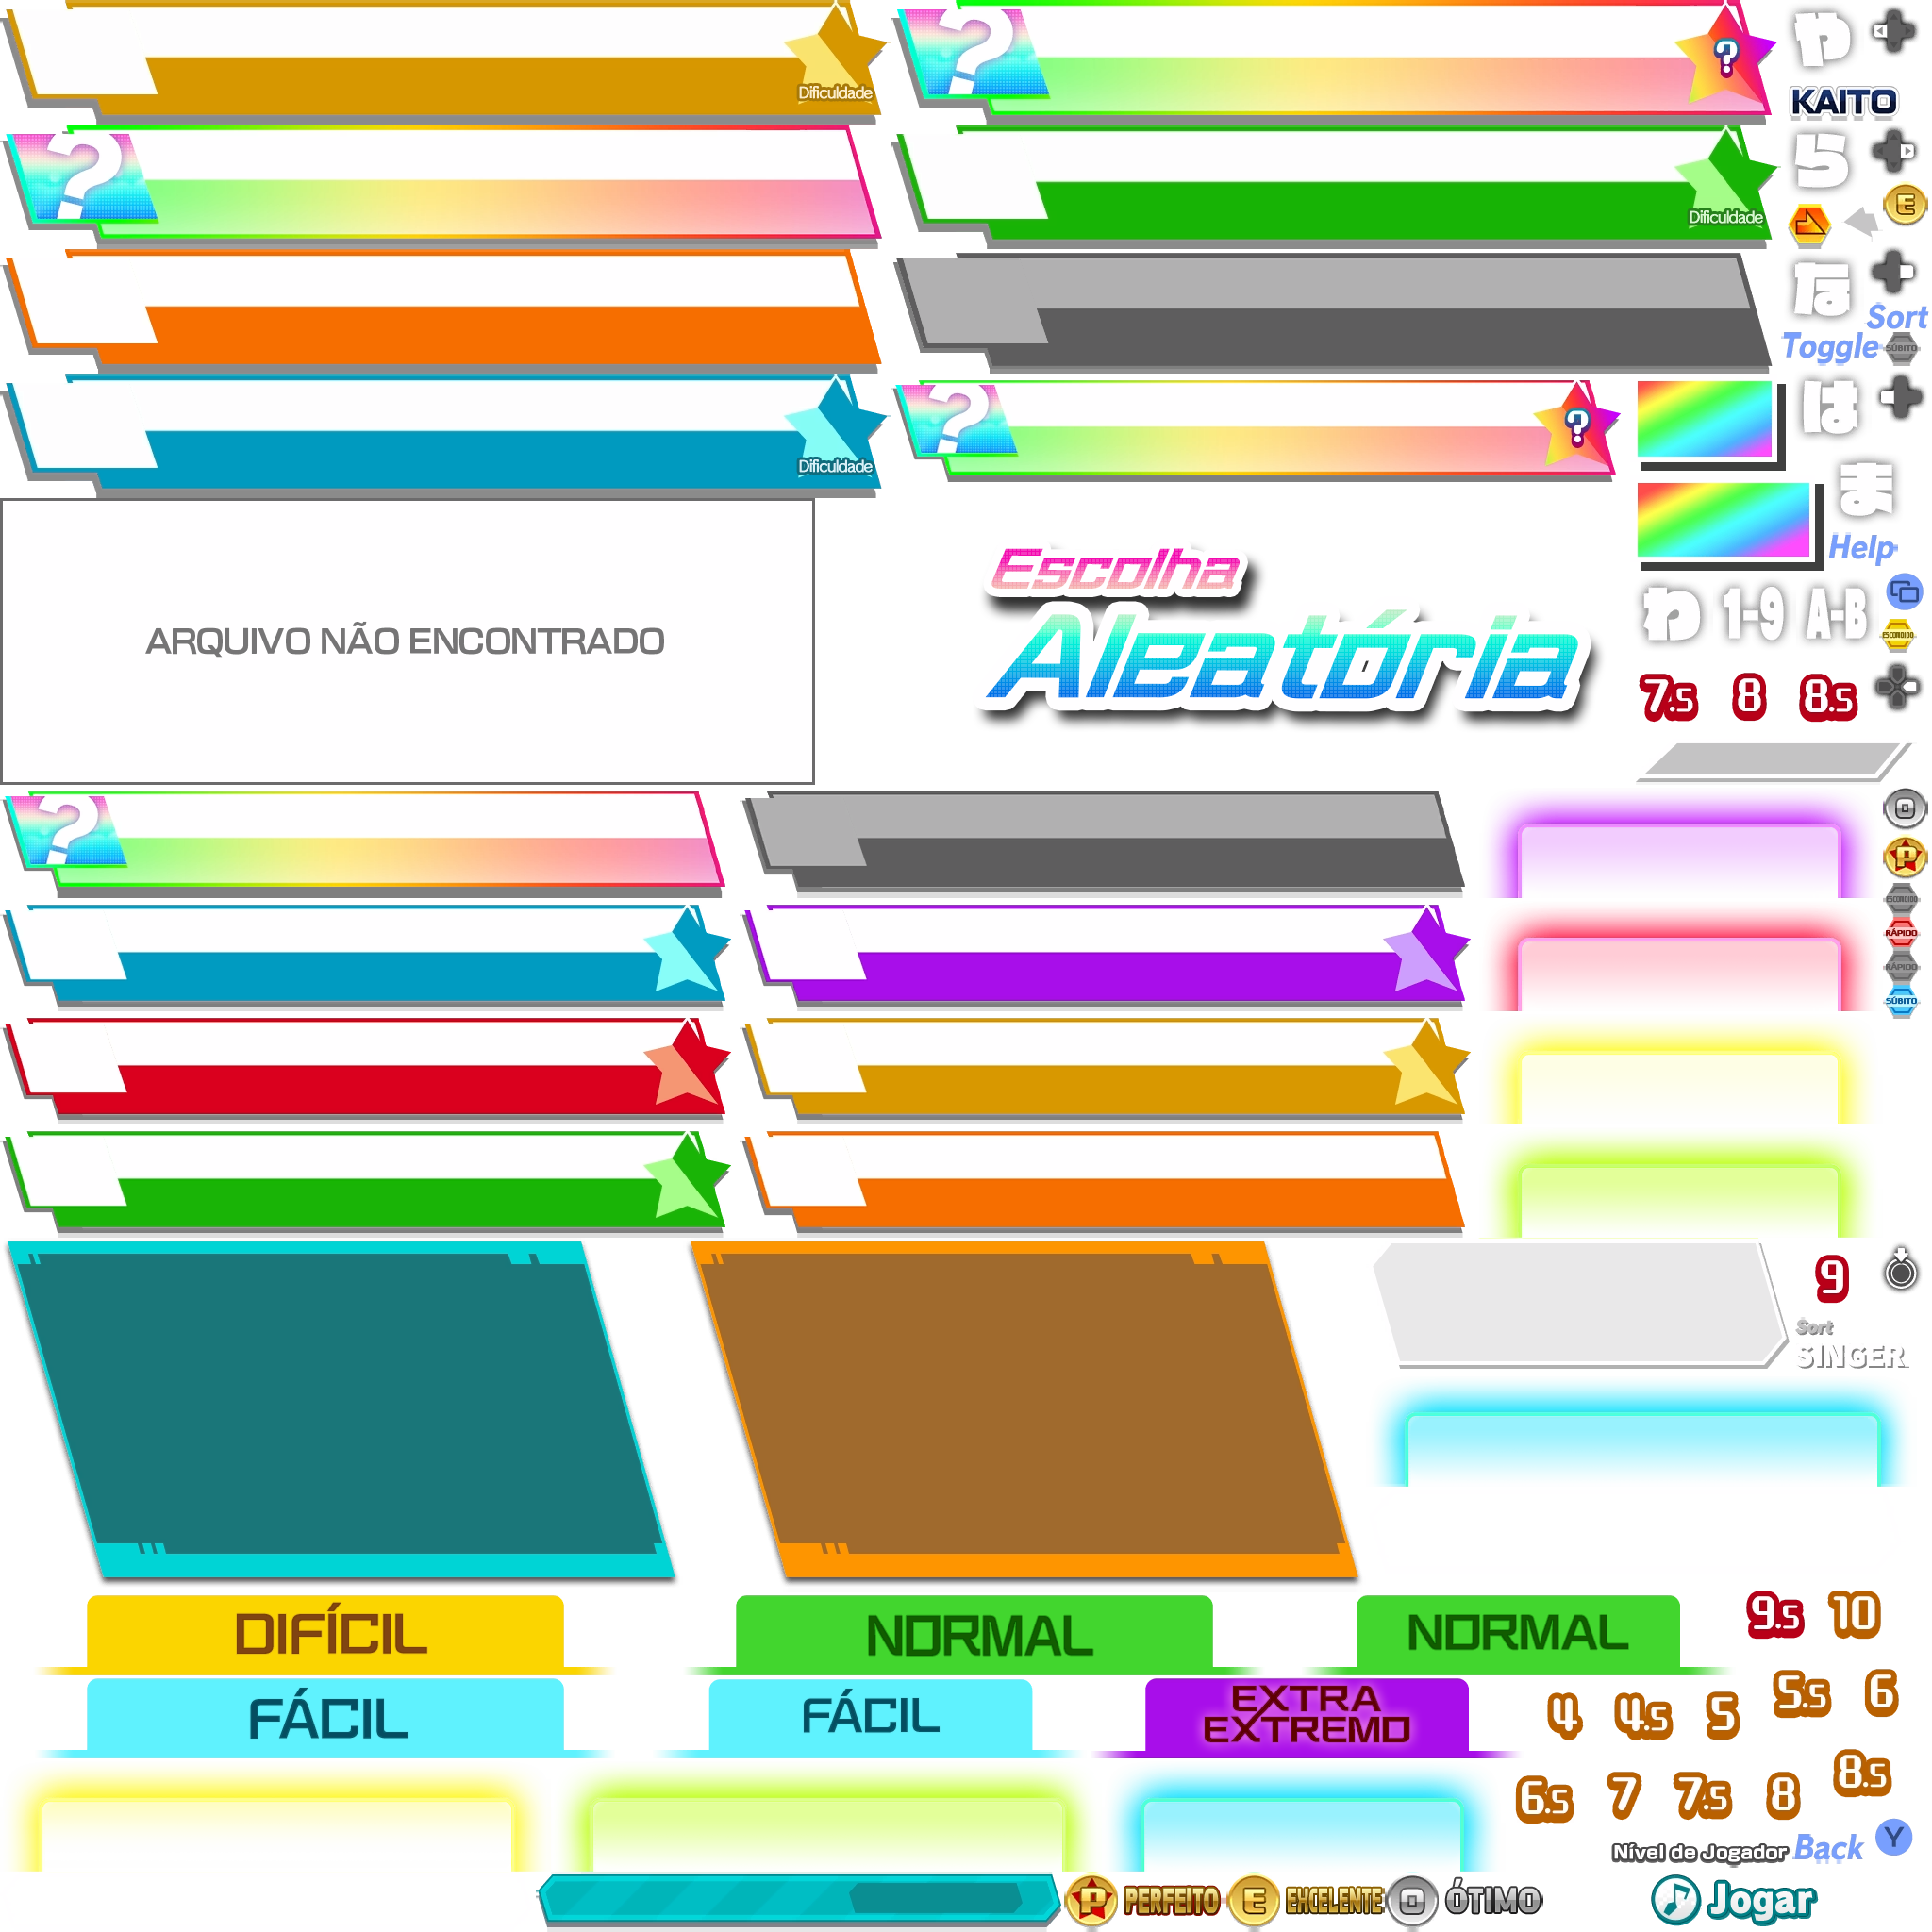 Dificuldade
?
?
や
KAITO
?
Dificuldade
ら
E
な
Sort
Toggle
SÚBITO
Dificuldade
?
?
は
ま
Help
ARQUIVO NÃO ENCONTRADO
Escolha
Aleatória
わ
1-9
A-B
ESCONDIDO
7.5
8
8.5
?
O
P
ESCONDIDO
RÁPIDO
RÁPIDO
SÚBITO
9
Sort
SINGER
DIFÍCIL
NORMAL
NORMAL
9.5
10
FÁCIL
FÁCIL
EXTRA
EXTREMO
4
4.5
5
5.5
6
6.5
7
7.5
8
8.5
Nível de Jogador
Back
Y
P
PERFEITO
E
EXCELENTE
O
ÓTIMO
Jogar